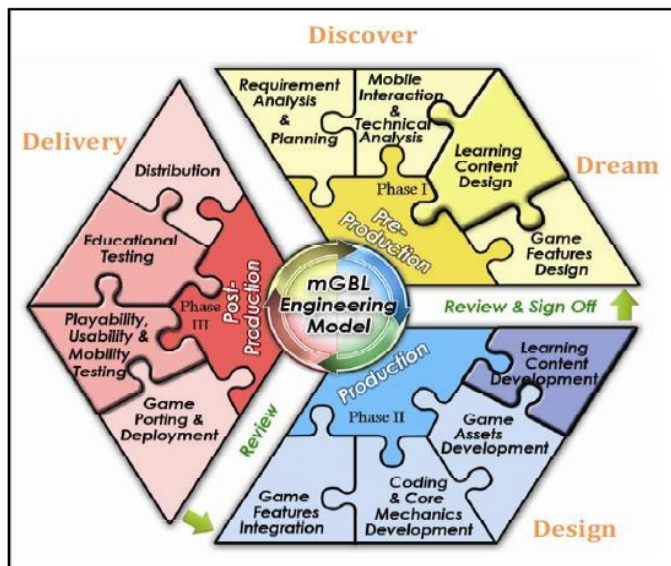 Discover
Requirement
Analysis
&
Planning
Mobile
Interaction
&
Technical
Analysis
Learning
Content
Design
Dream
Game
Features
Design
Phase I
Pre-
Production
Delivery
Distribution
Educational
Testing
Playability,
Usability &
Mobility
Testing
Game
Porting &
Deployment
Phase
III
Post-
Production
mGBL
Engineering
Model
Review & Sign Off
Review
Production
Phase II
Learning
Content
Development
Game
Assets
Development
Coding
& Core
Mechanics
Development
Game
Features
Integration
Design